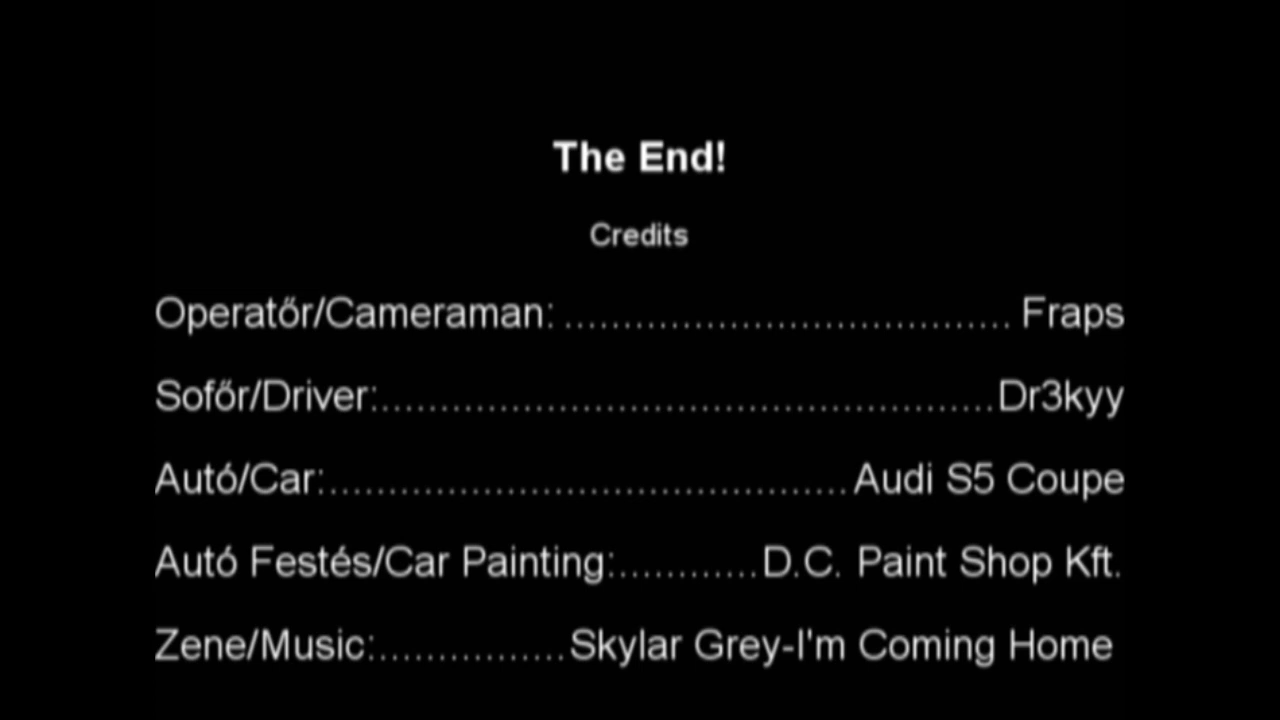 The End!
Credits
Operatőr/Cameraman: ...................................... Fraps
Sofőr/Driver:....................................................Dr3kyy
Autó/Car:............................................Audi S5 Coupe
Autó Festés/Car Painting:............D.C. Paint Shop Kft.
Zene/Music:................Skylar Grey-I'm Coming Home